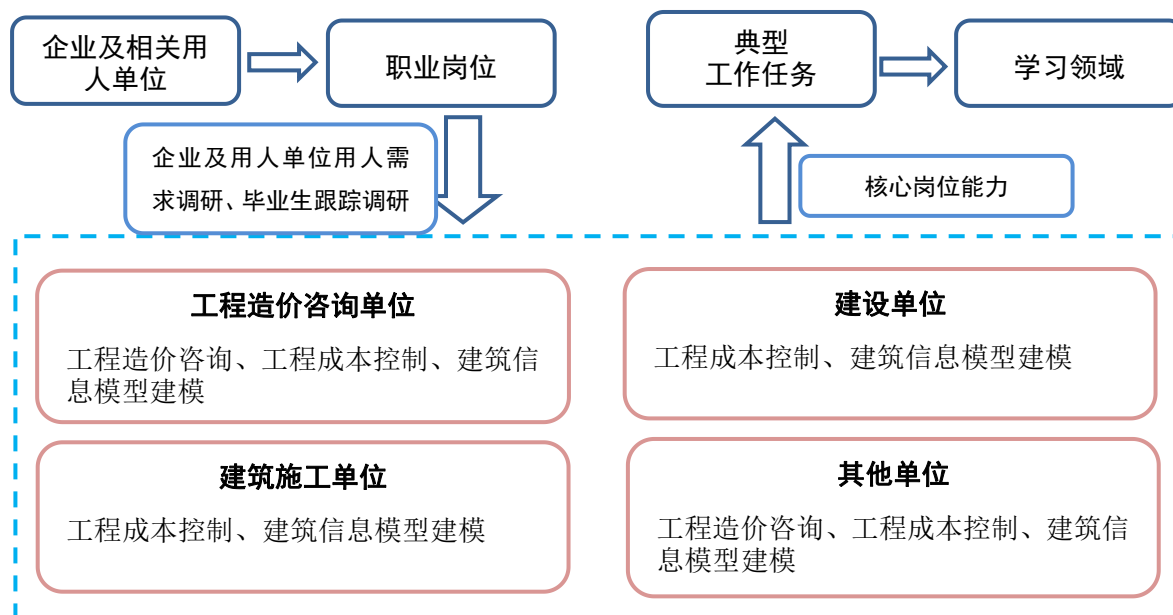 企业及相关用
人单位
职业岗位
典型
工作任务
学习领域
企业及用人单位用人需
求调研、毕业生跟踪调研
核心岗位能力
工程造价咨询单位
工程造价咨询、工程成本控制、建筑信
息模型建模
建设单位
工程成本控制、建筑信息模型建模
建筑施工单位
工程成本控制、建筑信息模型建模
其他单位
工程造价咨询、工程成本控制、建筑信
息模型建模